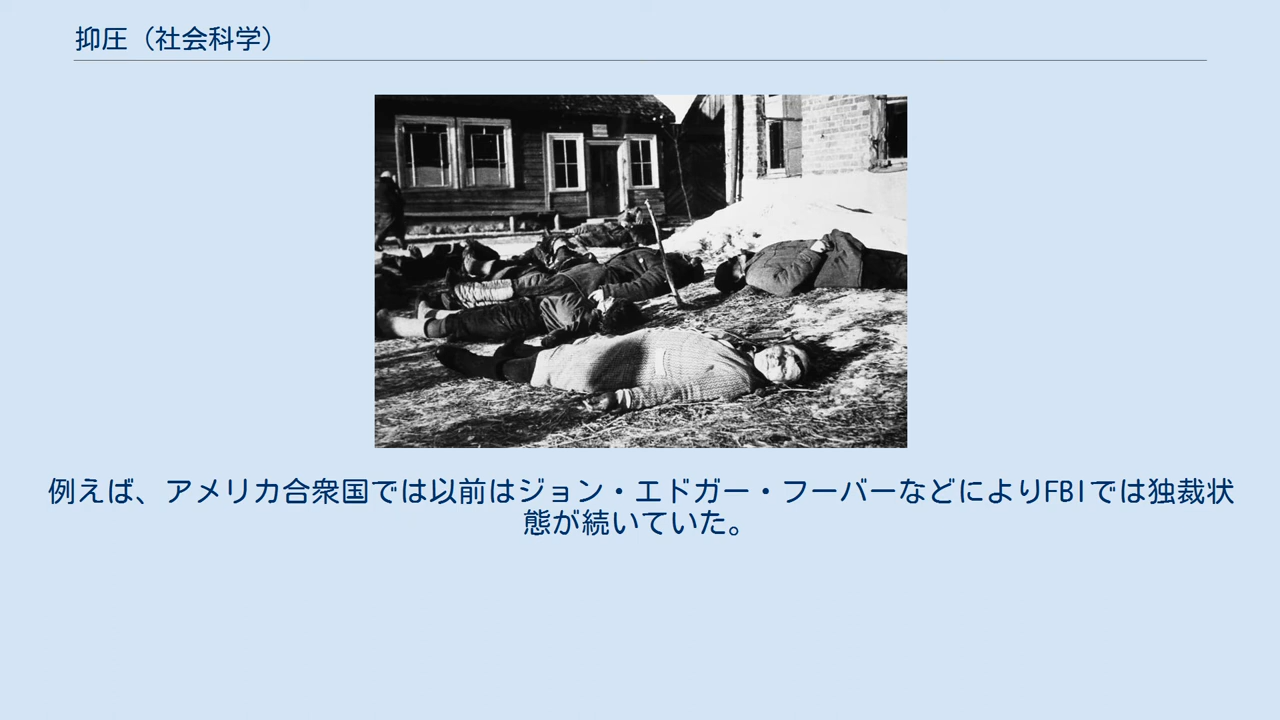 抑圧（社会科学）
例えば、アメリカ合衆国では以前はジョン・エドガー・フーバーなどによりFBIでは独裁状
態が続いていた。